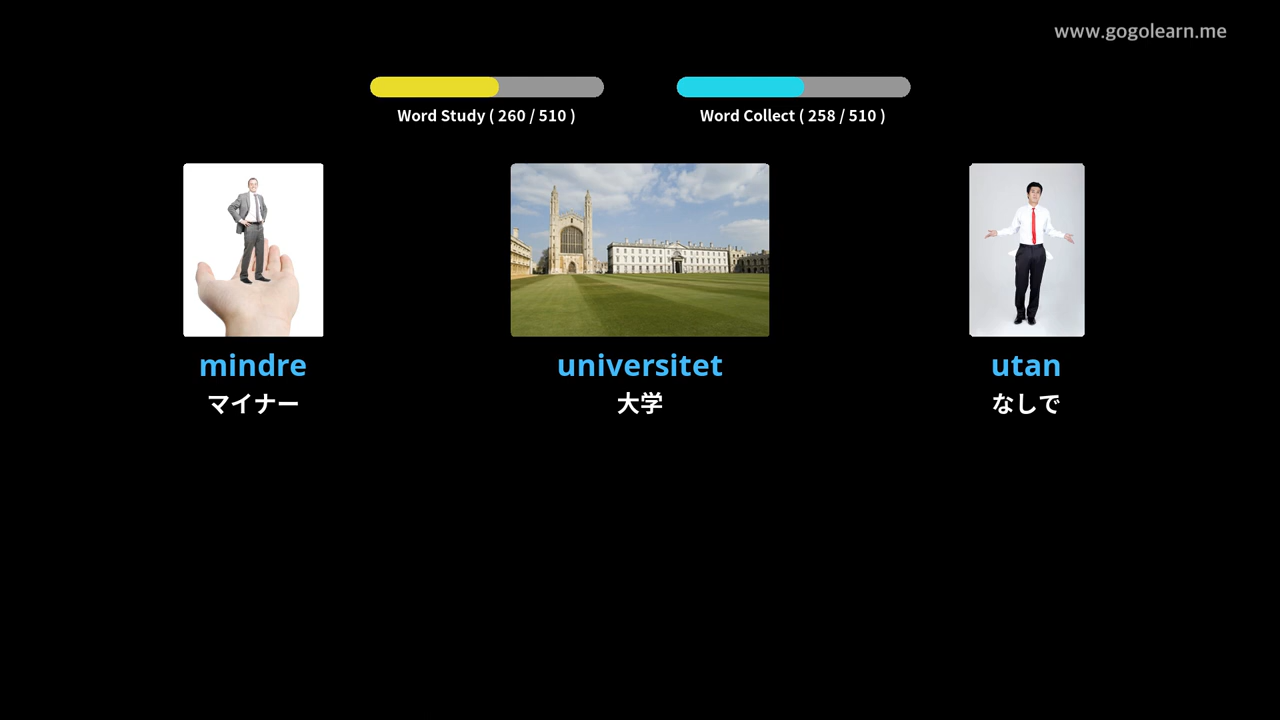 www.gogolearn.me
Word Study ( 260 / 510 )
Word Collect ( 258 / 510 )
mindre
マイナー
universitet
大学
utan
なしで